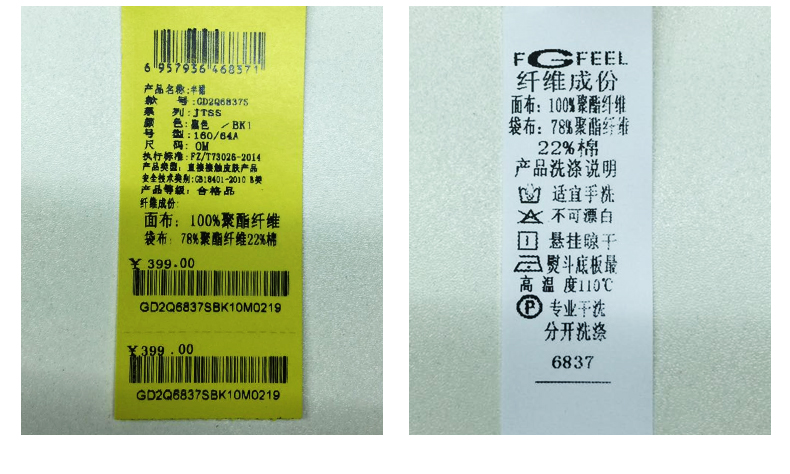 6 957936 468371
产品名称:半裙
款 号:GD2Q6837S
系 列:JTSS
颜 色:黑色 /BK1
号 型:160/64A
尺 码:0M
执行标准:FZ/T73026-2014
产品类型:直接接触皮肤产品
安全技术类别:GB18401-2010 B类
产品等级:合格品
纤维成份:
面布:100%聚酯纤维
袋布:78%聚酯纤维22%棉
¥399.00
GD2Q6837SBK10M0219
¥399.00
GD2Q6837SBK10M0219
FGFEEL
纤维成份
面布:100%聚酯纤维
袋布:78%聚酯纤维
22%棉
产品洗涤说明
适宜手洗
不可漂白
悬挂晾干
熨斗底板最
高温度110℃
P 专业干洗
分开洗涤
6837